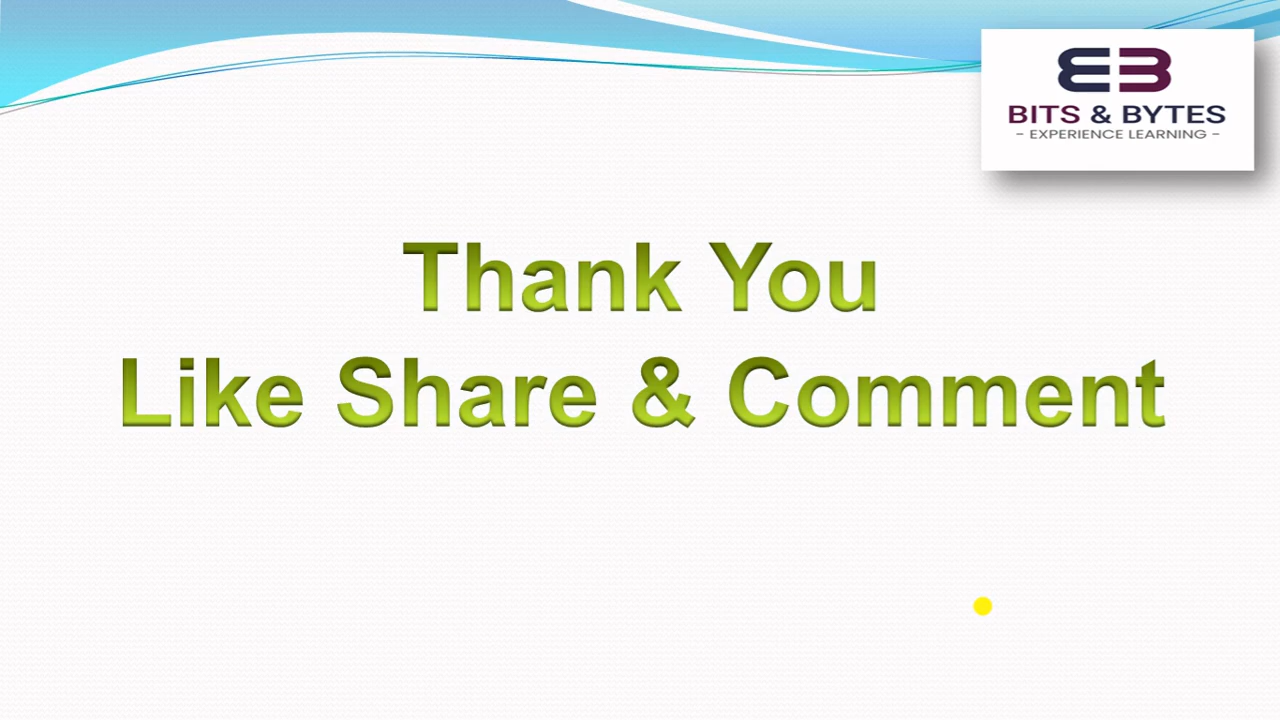 BITS & BYTES
- EXPERIENCE LEARNING -
Thank You
Like Share & Comment